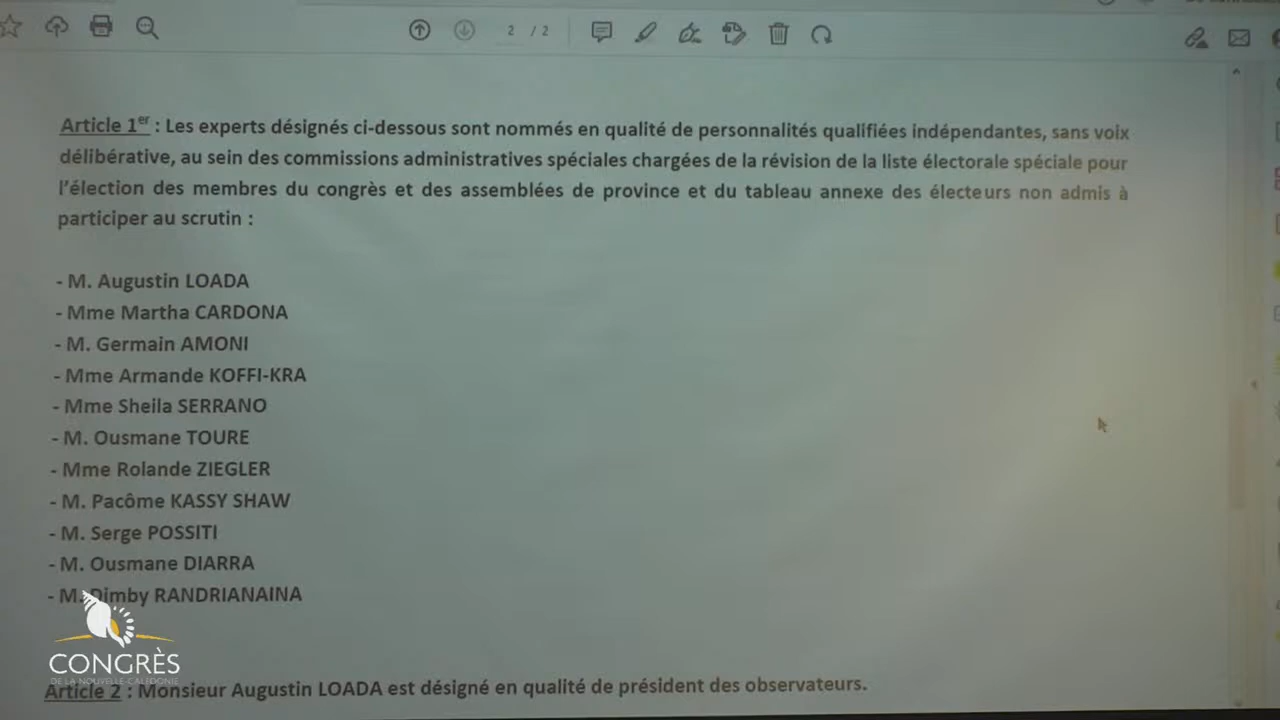 2 / 2
Article 1er : Les experts désignés ci-dessous sont nommés en qualité de personnalités qualifiées indépendantes, sans voix
délibérative, au sein des commissions administratives spéciales chargées de la révision de la liste électorale spéciale pour
l'élection des membres du congrès et des assemblées de province et du tableau annexe des électeurs non admis à
participer au scrutin :
- M. Augustin LOADA
- Mme Martha CARDONA
- M. Germain AMONI
- Mme Armande KOFFI-KRA
- Mme Sheila SERRANO
- M. Ousmane TOURE
- Mme Rolande ZIEGLER
- M. Pacôme KASSY SHAW
- M. Serge POSSITI
- M. Ousmane DIARRA
- M. Dimby RANDRIANAINA
CONGRÈS
DE LA NOUVELLE-CALÉDONIE
Article 2 : Monsieur Augustin LOADA est désigné en qualité de président des observateurs.